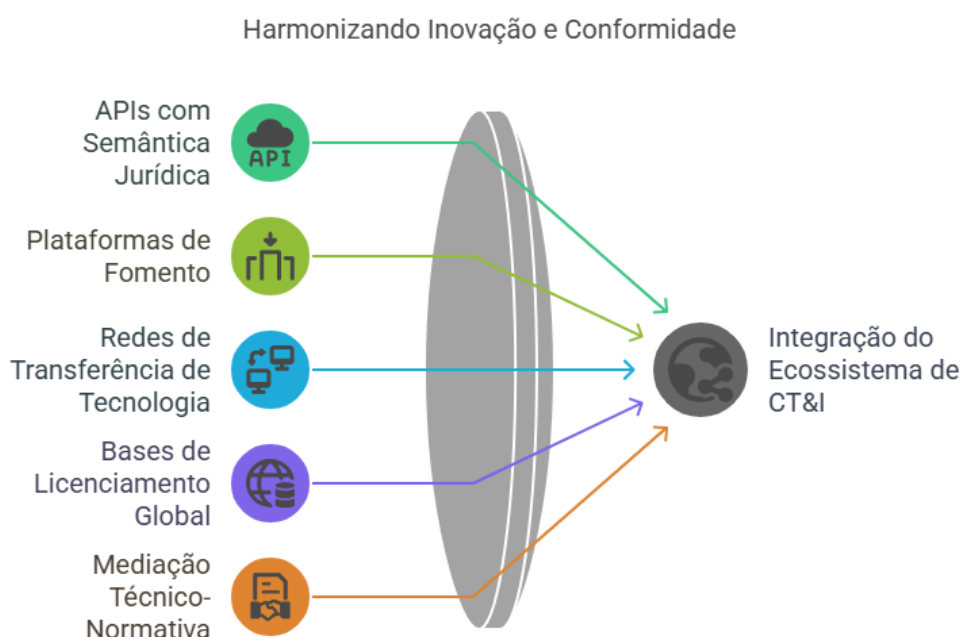 Harmonizando Inovação e Conformidade
APIs com
Semântica
Jurídica
API
Plataformas de
Fomento
Redes de
Transferência de
Tecnologia
Bases de
Licenciamento
Global
Mediação
Técnico-
Normativa
Integração do
Ecossistema de
CT&I